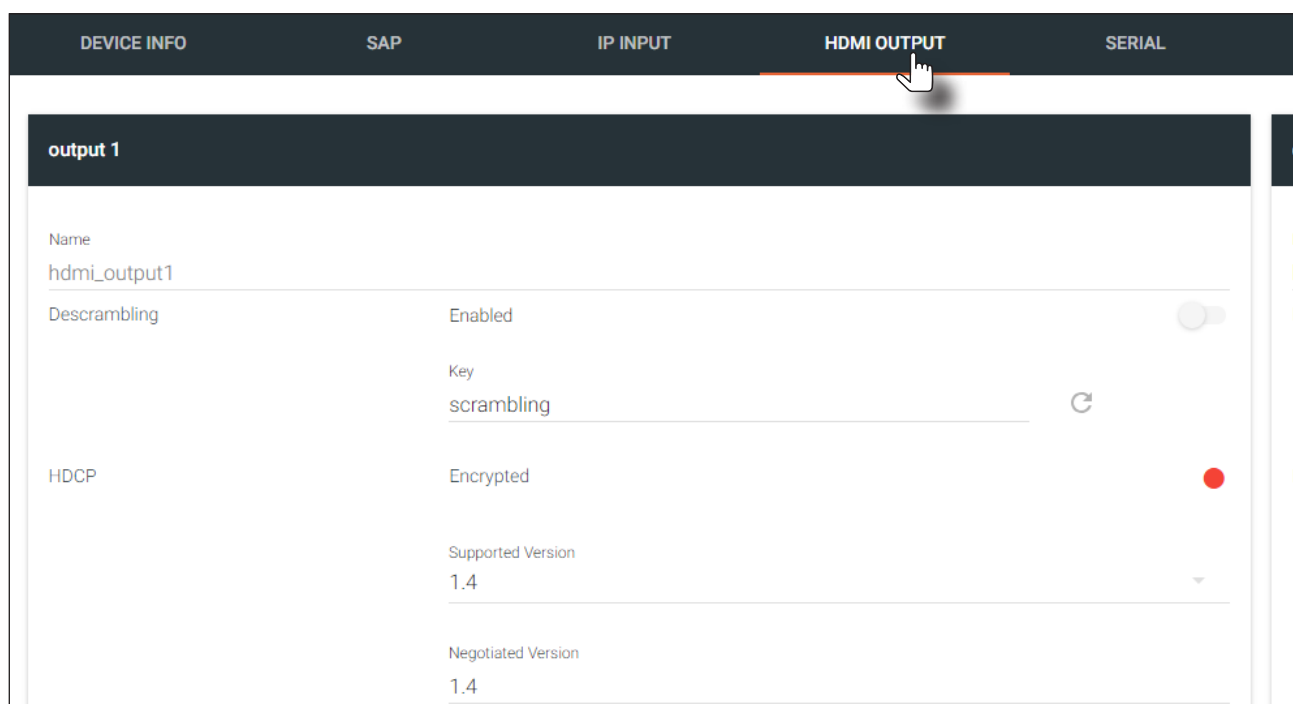 DEVICE INFO SAP IP INPUT HDMI OUTPUT SERIAL
output 1
Name
hdmi_output1
Descrambling Enabled
Key
scrambling
HDCP Encrypted
Supported Version
1.4
Negotiated Version
1.4